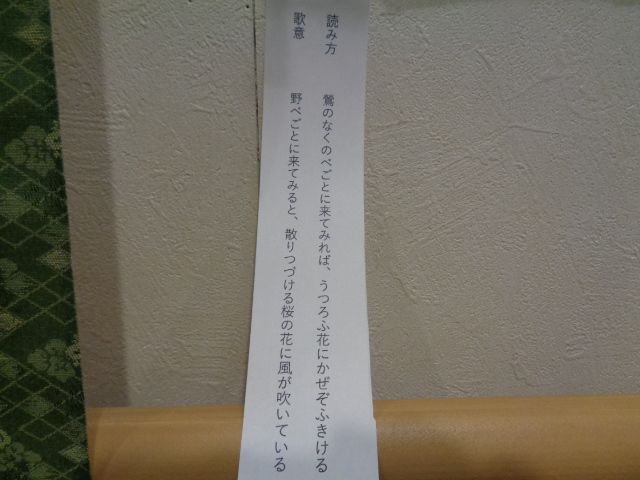 読み方 鶯のなくのべごとに来てみれば、うつろふ花にかぜぞふきける
歌意 野べごとに来てみると、散りつづける桜の花に風が吹いている